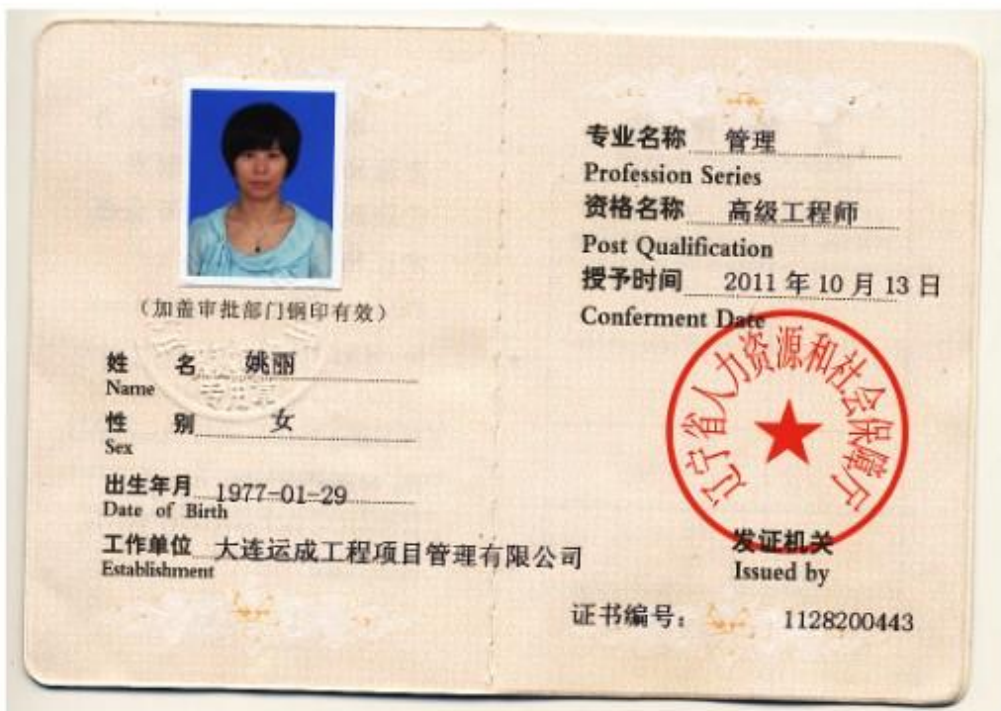 （加盖审批部门钢印有效）
姓 名 姚丽
Name
性 别 女
Sex
出生年月 1977-01-29
Date of Birth
工作单位 大连运成工程项目管理有限公司
Establishment
专业名称 管理
Profession Series
资格名称 高级工程师
Post Qualification
授予时间 2011 年 10 月 13 日
Conferment Date
辽宁省人力资源和社会保障厅
发证机关
Issued by
证书编号： 1128200443